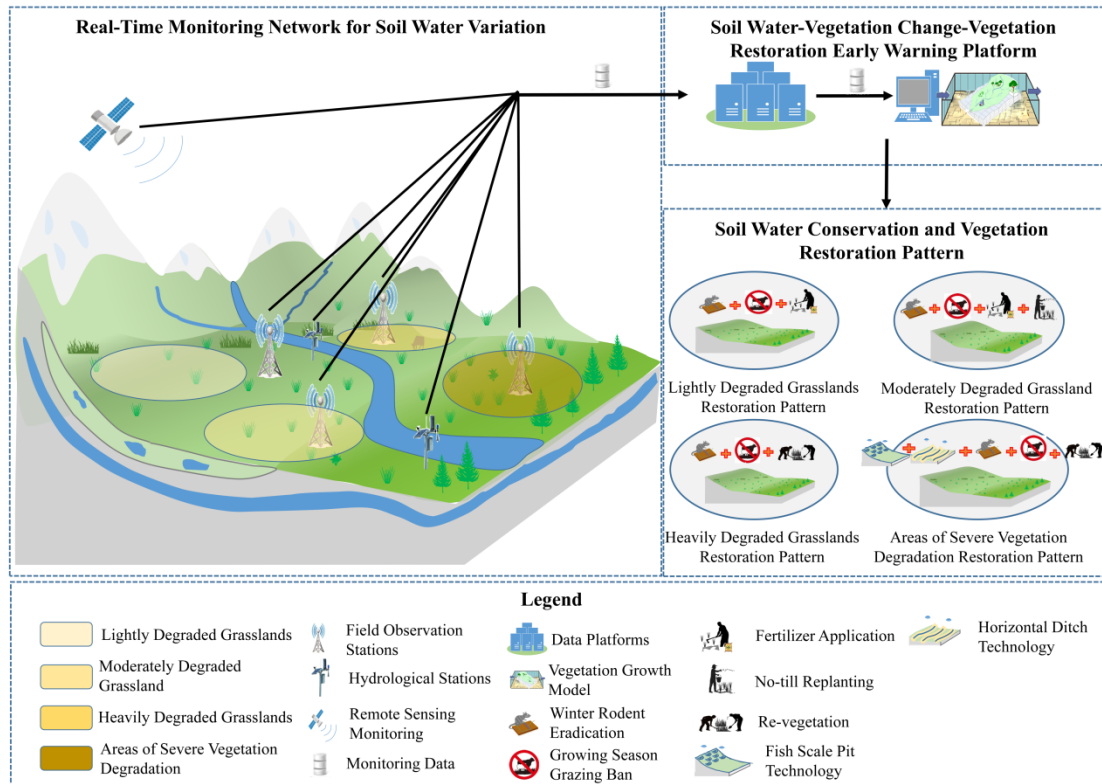 Real-Time Monitoring Network for Soil Water Variation
Soil Water-Vegetation Change-Vegetation
Restoration Early Warning Platform
Soil Water Conservation and Vegetation
Restoration Pattern
Lightly Degraded Grasslands
Restoration Pattern
Moderately Degraded Grassland
Restoration Pattern
Heavily Degraded Grasslands
Restoration Pattern
Areas of Severe Vegetation
Degradation Restoration Pattern
Legend
Lightly Degraded Grasslands
Moderately Degraded
Grassland
Heavily Degraded Grasslands
Areas of Severe Vegetation
Degradation
Field Observation
Stations
Hydrological Stations
Remote Sensing
Monitoring
Monitoring Data
Data Platforms
Vegetation Growth
Model
Winter Rodent
Eradication
Growing Season
Grazing Ban
Fertilizer Application
No-till Replanting
Re-vegetation
Fish Scale Pit
Technology
Horizontal Ditch
Technology